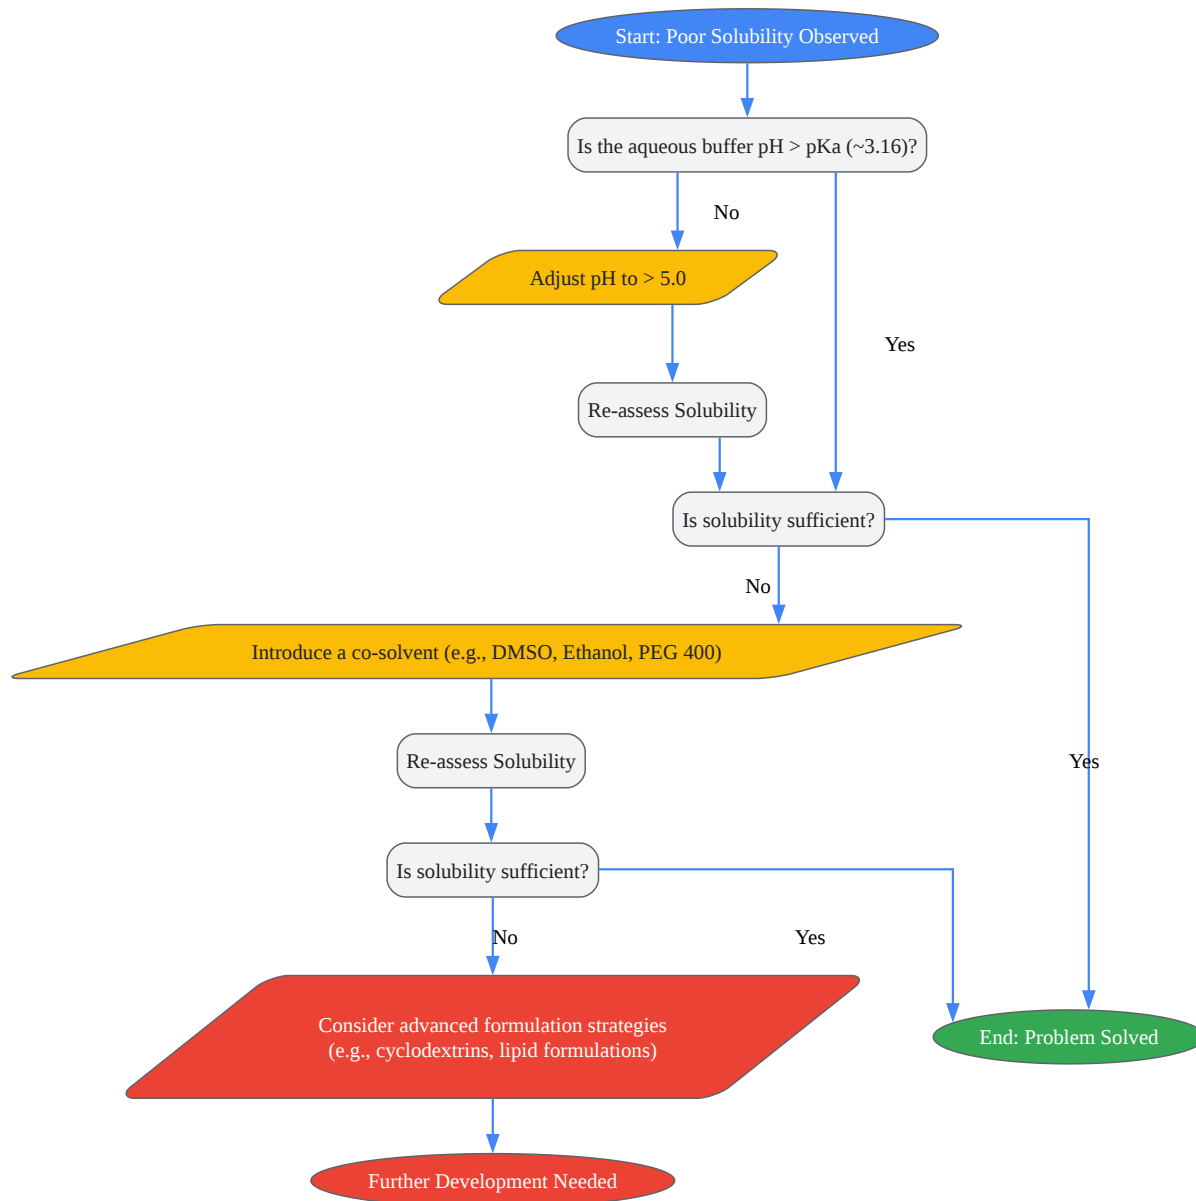 Start: Poor Solubility Observed
Is the aqueous buffer pH > pKa (~3.16)?
No
Adjust pH to > 5.0
Yes
Re-assess Solubility
Is solubility sufficient?
No
Introduce a co-solvent (e.g., DMSO, Ethanol, PEG 400)
Re-assess Solubility
Yes
Is solubility sufficient?
No
Yes
Consider advanced formulation strategies
(e.g., cyclodextrins, lipid formulations)
End: Problem Solved
Further Development Needed